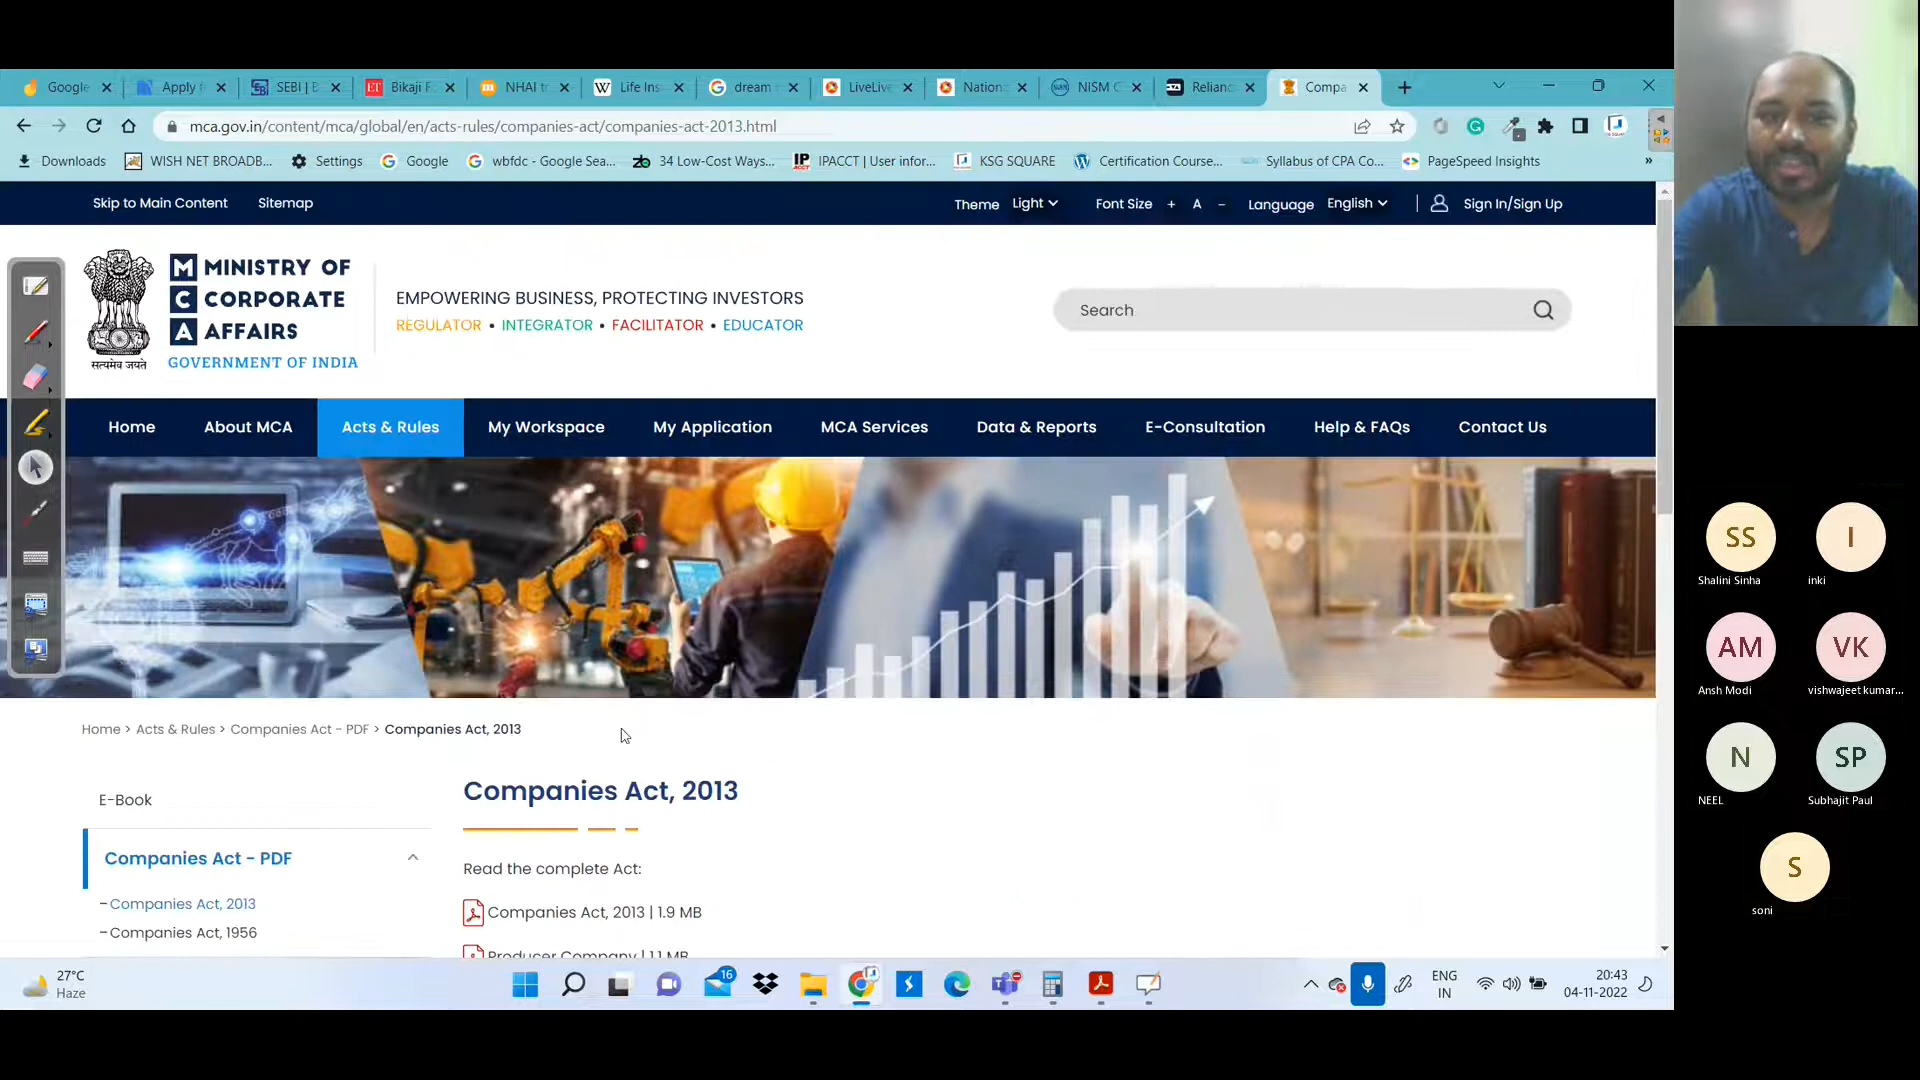 Google
Apply f
SEBI | B
Bikaji F
NHAI tr
Life Ins
dream
LiveLive
Nation
NISM C
Relianc
Compa
mca.gov.in/content/mca/global/en/acts-rules/companies-act/companies-act-2013.html
Downloads
WISH NET BROADB...
Settings
Google
wbfdc - Google Sea...
34 Low-Cost Ways...
IPACCT | User infor...
KSG SQUARE
Certification Course...
Syllabus of CPA Co...
PageSpeed Insights
»
Skip to Main Content
Sitemap
Theme Light
Font Size + A -
Language English
Sign In/Sign Up
MINISTRY OF
CORPORATE
AFFAIRS
GOVERNMENT OF INDIA
सत्यमेव जयते
EMPOWERING BUSINESS, PROTECTING INVESTORS
REGULATOR • INTEGRATOR • FACILITATOR • EDUCATOR
Search
Home
About MCA
Acts & Rules
My Workspace
My Application
MCA Services
Data & Reports
E-Consultation
Help & FAQs
Contact Us
Home > Acts & Rules > Companies Act - PDF > Companies Act, 2013
E-Book
Companies Act - PDF
-Companies Act, 2013
-Companies Act, 1956
Companies Act, 2013
Read the complete Act:
Companies Act, 2013 | 1.9 MB
Producer Company | 1.1 MB
SS
Shalini Sinha
I
inki
AM
Ansh Modi
VK
vishwajeet kumar...
N
NEEL
SP
Subhajit Paul
S
soni
27°C
Haze
16
ENG
IN
20:43
04-11-2022